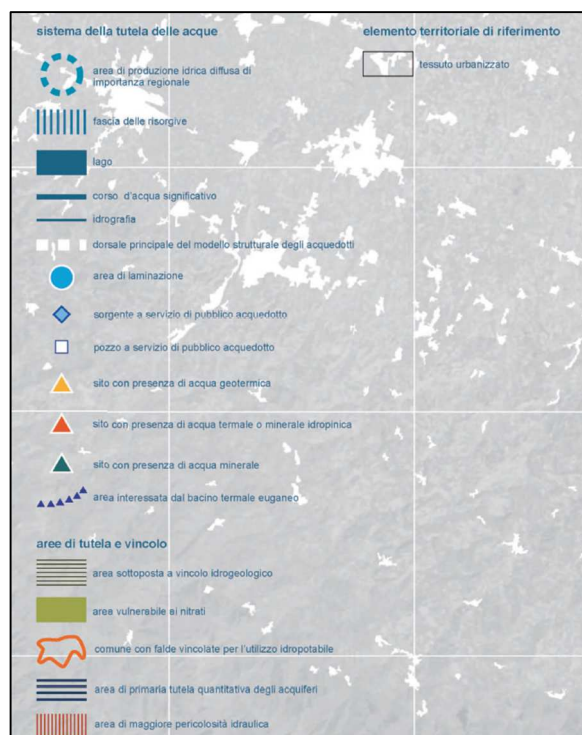 sistema della tutela delle acque
area di produzione idrica diffusa di
importanza regionale
fascia delle risorgive
lago
corso d'acqua significativo
idrografia
dorsale principale del modello strutturale degli acquedotti
area di laminazione
sorgente a servizio di pubblico acquedotto
pozzo a servizio di pubblico acquedotto
sito con presenza di acqua geotermica
sito con presenza di acqua termale o minerale idropinica
sito con presenza di acqua minerale
area interessata dal bacino termale euganeo
aree di tutela e vincolo
area sottoposta a vincolo idrogeologico
area vulnerabile ai nitrati
comune con falde vincolate per l'utilizzo idropotabile
area di primaria tutela quantitativa degli acquiferi
area di maggiore pericolosità idraulica
elemento territoriale di riferimento
tessuto urbanizzato